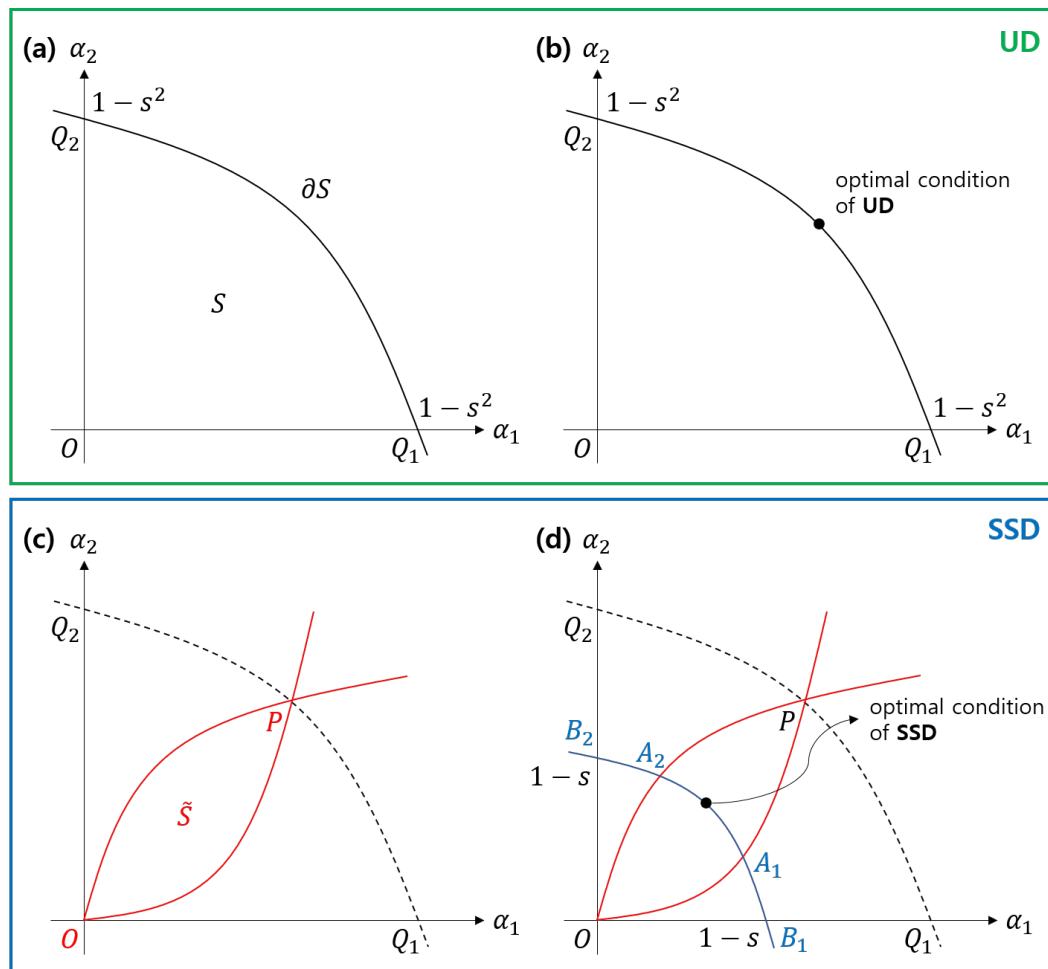 UD
(a) α₂
1 − s²
Q₂
∂S
S
1 − s²
O
Q₁
α₁
(b) α₂
1 − s²
Q₂
optimal condition
of UD
1 − s²
O
Q₁
α₁
SSD
(c) α₂
Q₂
P
S̃
O
Q₁
α₁
(d) α₂
Q₂
P
optimal condition
of SSD
B₂
A₂
1 − s
A₁
O
1 − s
B₁
Q₁
α₁